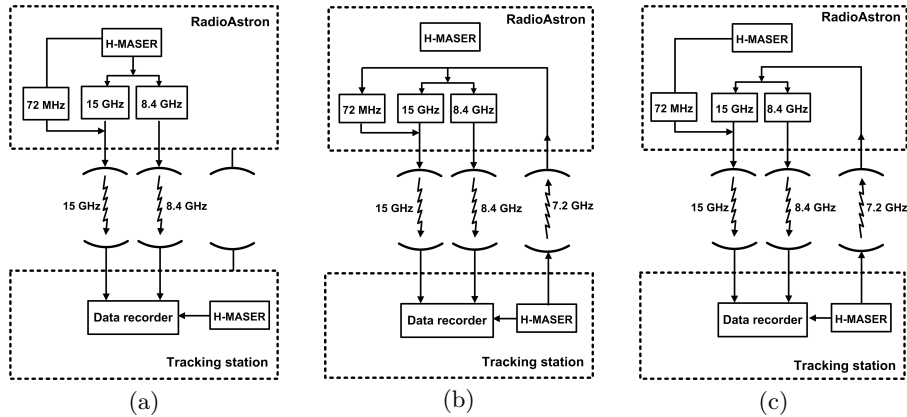 RadioAstron
H-MASER
72 MHz
15 GHz
8.4 GHz
15 GHz
8.4 GHz
Data recorder
H-MASER
Tracking station
(a)
RadioAstron
H-MASER
72 MHz
15 GHz
8.4 GHz
15 GHz
8.4 GHz
7.2 GHz
Data recorder
H-MASER
Tracking station
(b)
RadioAstron
H-MASER
72 MHz
15 GHz
8.4 GHz
15 GHz
8.4 GHz
7.2 GHz
Data recorder
H-MASER
Tracking station
(c)